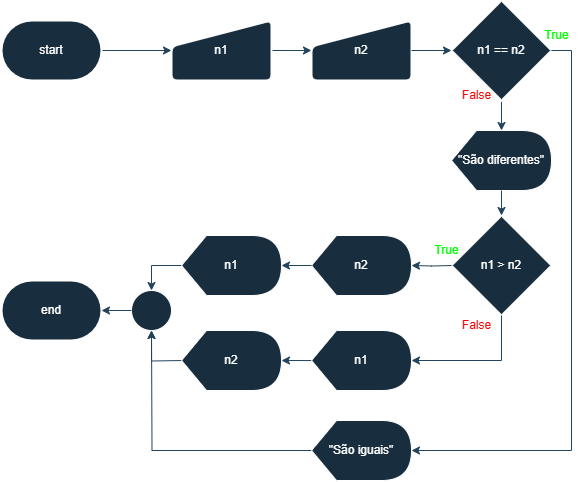 start
n1
n2
n1 == n2
True
False
"São diferentes"
n1 > n2
True
n2
n1
end
False
n1
n2
"São iguais"